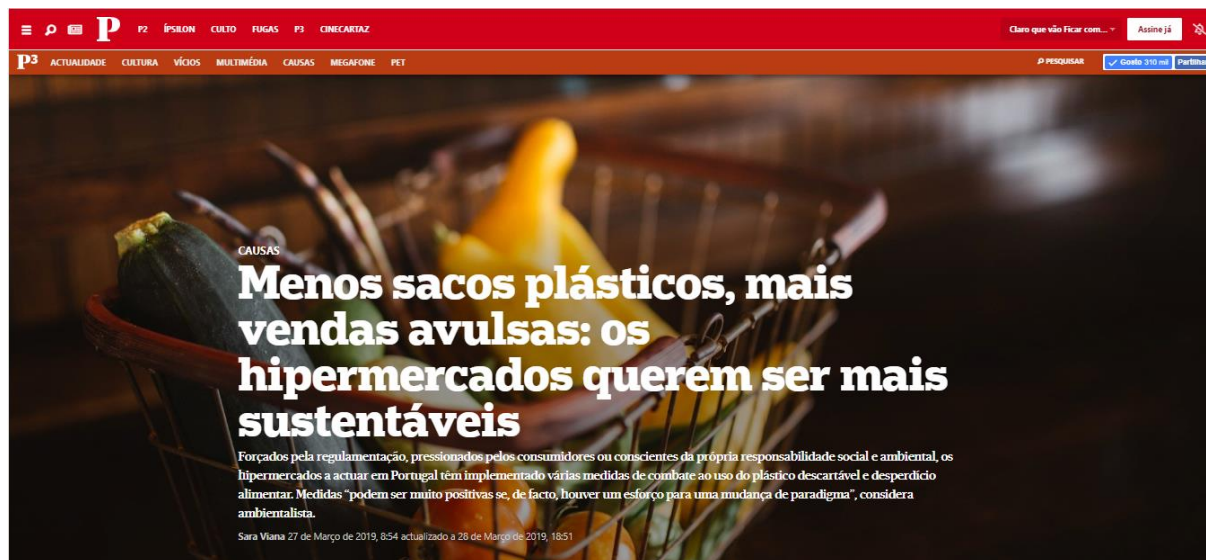 P P2 ÍPSILON CULTO FUGAS P3 CINECARTAZ Claro que vão Ficar com... Assine já
P3 ACTUALIDADE CULTURA VÍCIOS MULTIMÉDIA CAUSAS MEGAFONE PET PESQUISAR Gosto 310 mil Partilhar
CAUSAS
Menos sacos plásticos, mais
vendas avulsas: os
hipermercados querem ser mais
sustentáveis
Forçados pela regulamentação, pressionados pelos consumidores ou conscientes da própria responsabilidade social e ambiental, os
hipermercados a actuar em Portugal têm implementado várias medidas de combate ao uso do plástico descartável e desperdício
alimentar. Medidas “podem ser muito positivas se, de facto, houver um esforço para uma mudança de paradigma”, considera
ambientalista.
Sara Viana 27 de Março de 2019, 8:54 actualizado a 28 de Março de 2019, 18:51